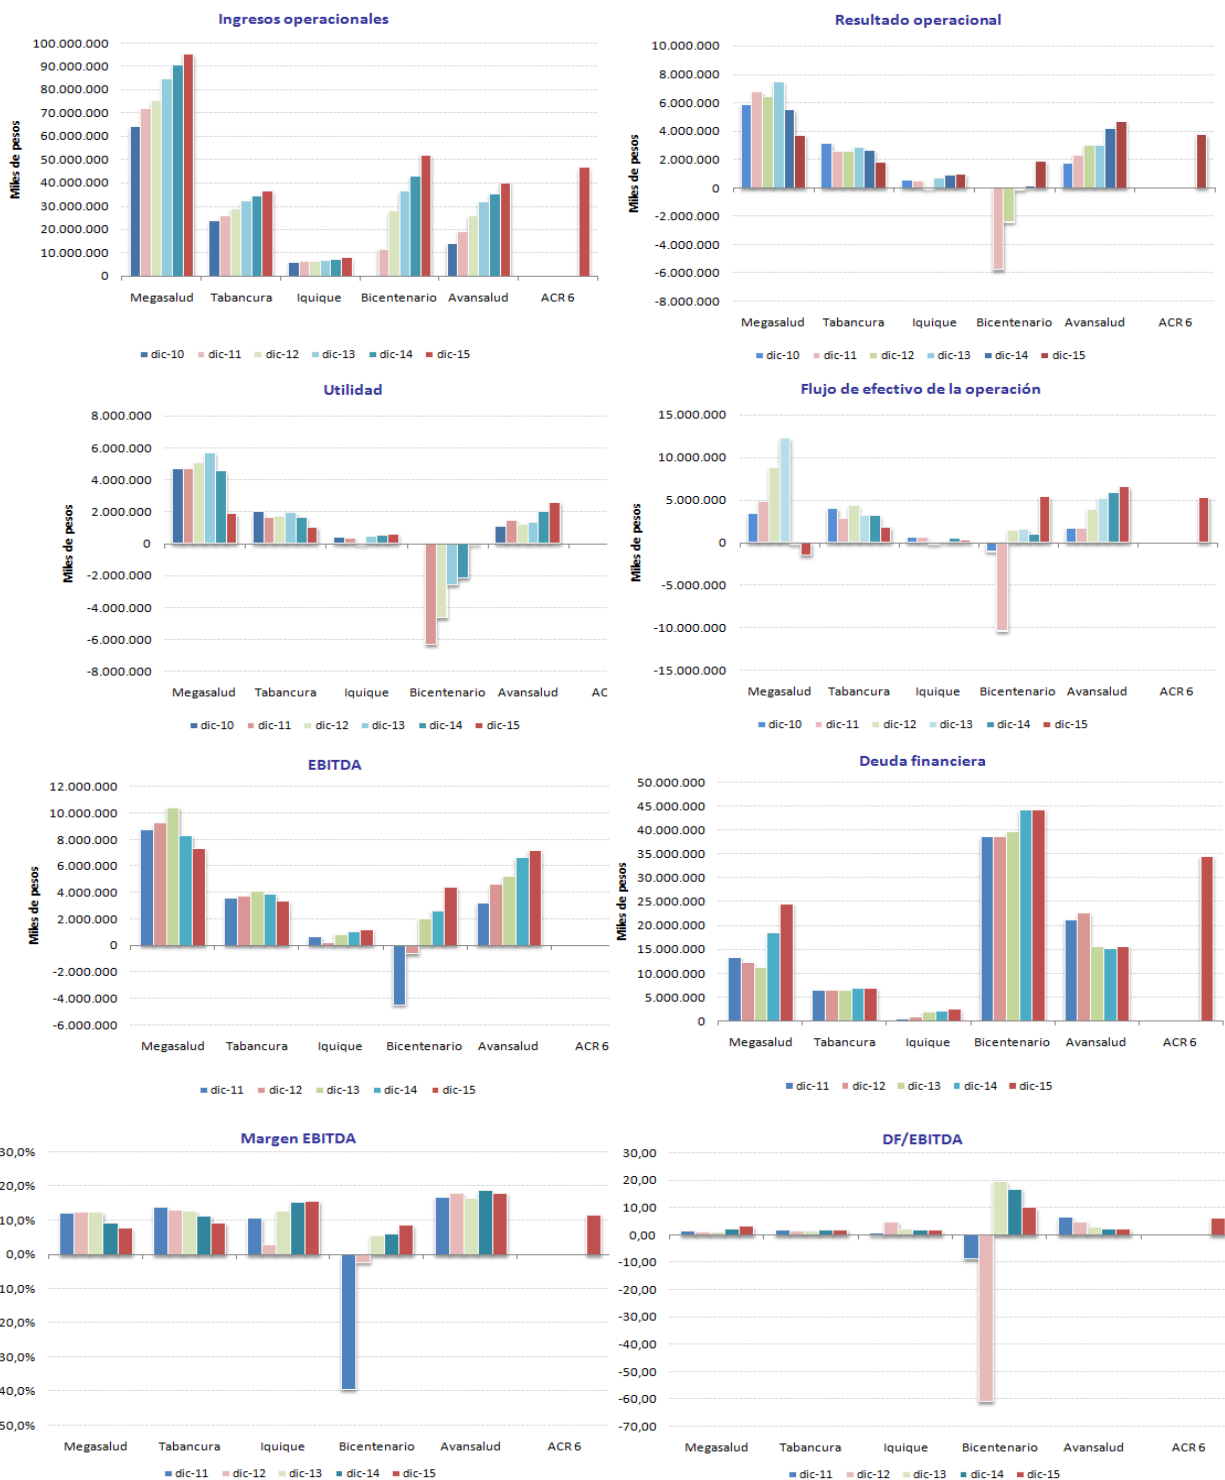 Ingresos operacionales
Miles de pesos
100.000.000
90.000.000
80.000.000
70.000.000
60.000.000
50.000.000
40.000.000
30.000.000
20.000.000
10.000.000
0
Megasalud Tabancura Iquique Bicentenario Avansalud ACR 6
dic-10 dic-11 dic-12 dic-13 dic-14 dic-15
Resultado operacional
Miles de pesos
10.000.000
8.000.000
6.000.000
4.000.000
2.000.000
0
-2.000.000
-4.000.000
-6.000.000
-8.000.000
Megasalud Tabancura Iquique Bicentenario Avansalud ACR 6
dic-10 dic-11 dic-12 dic-13 dic-14 dic-15
Utilidad
Miles de pesos
8.000.000
6.000.000
4.000.000
2.000.000
0
-2.000.000
-4.000.000
-6.000.000
-8.000.000
Megasalud Tabancura Iquique Bicentenario Avansalud AC
dic-10 dic-11 dic-12 dic-13 dic-14 dic-15
Flujo de efectivo de la operación
Miles de pesos
15.000.000
10.000.000
5.000.000
0
-5.000.000
-10.000.000
-15.000.000
Megasalud Tabancura Iquique Bicentenario Avansalud ACR 6
dic-10 dic-11 dic-12 dic-13 dic-14 dic-15
EBITDA
Miles de pesos
12.000.000
10.000.000
8.000.000
6.000.000
4.000.000
2.000.000
0
-2.000.000
-4.000.000
-6.000.000
Megasalud Tabancura Iquique Bicentenario Avansalud ACR 6
dic-11 dic-12 dic-13 dic-14 dic-15
Deuda financiera
Miles de pesos
50.000.000
45.000.000
40.000.000
35.000.000
30.000.000
25.000.000
20.000.000
15.000.000
10.000.000
5.000.000
0
Megasalud Tabancura Iquique Bicentenario Avansalud ACR 6
dic-11 dic-12 dic-13 dic-14 dic-15
Margen EBITDA
30,0%
20,0%
10,0%
0,0%
10,0%
20,0%
30,0%
40,0%
50,0%
Megasalud Tabancura Iquique Bicentenario Avansalud ACR 6
dic-11 dic-12 dic-13 dic-14 dic-15
DF/EBITDA
30,00
20,00
10,00
0,00
-10,00
-20,00
-30,00
-40,00
-50,00
-60,00
-70,00
Megasalud Tabancura Iquique Bicentenario Avansalud ACR 6
dic-11 dic-12 dic-13 dic-14 dic-15